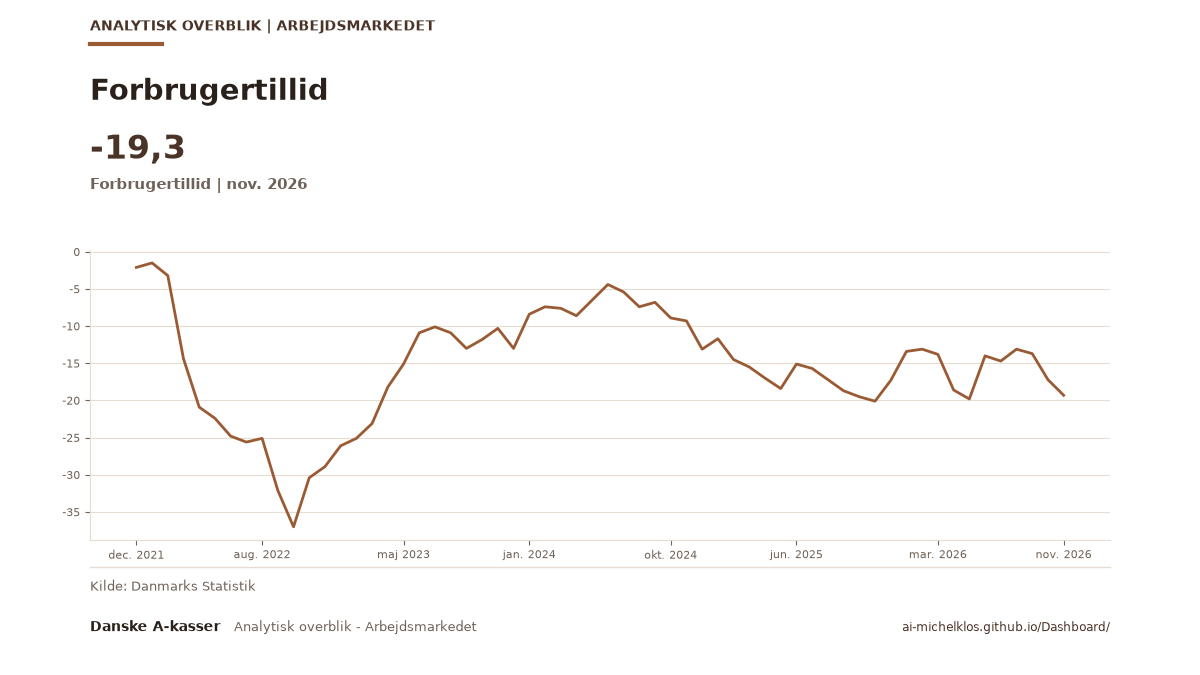 ANALYTISK OVERBLIK | ARBEJDSMARKEDET
Forbrugertillid
-19,3
Forbrugertillid | nov. 2026
0
-5
-10
-15
-20
-25
-30
-35
dec. 2021 aug. 2022 maj 2023 jan. 2024 okt. 2024 jun. 2025 mar. 2026 nov. 2026
Kilde: Danmarks Statistik
Danske A-kasser Analytisk overblik - Arbejdsmarkedet ai-michelklos.github.io/Dashboard/